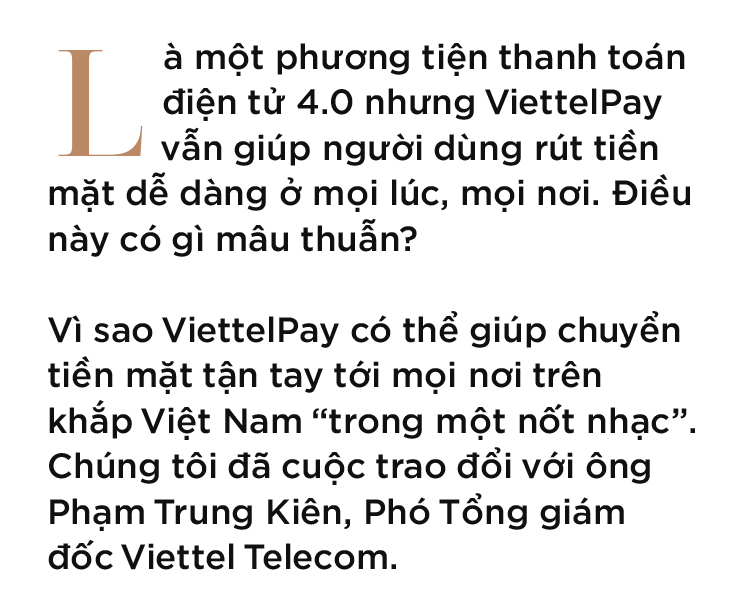 Là một phương tiện thanh toán
điện tử 4.0 nhưng ViettelPay
vẫn giúp người dùng rút tiền
mặt dễ dàng ở mọi lúc, mọi nơi. Điều
này có gì mâu thuẫn?
Vì sao ViettelPay có thể giúp chuyển
tiền mặt tận tay tới mọi nơi trên
khắp Việt Nam “trong một nốt nhạc”.
Chúng tôi đã cuộc trao đổi với ông
Phạm Trung Kiên, Phó Tổng giám
đốc Viettel Telecom.